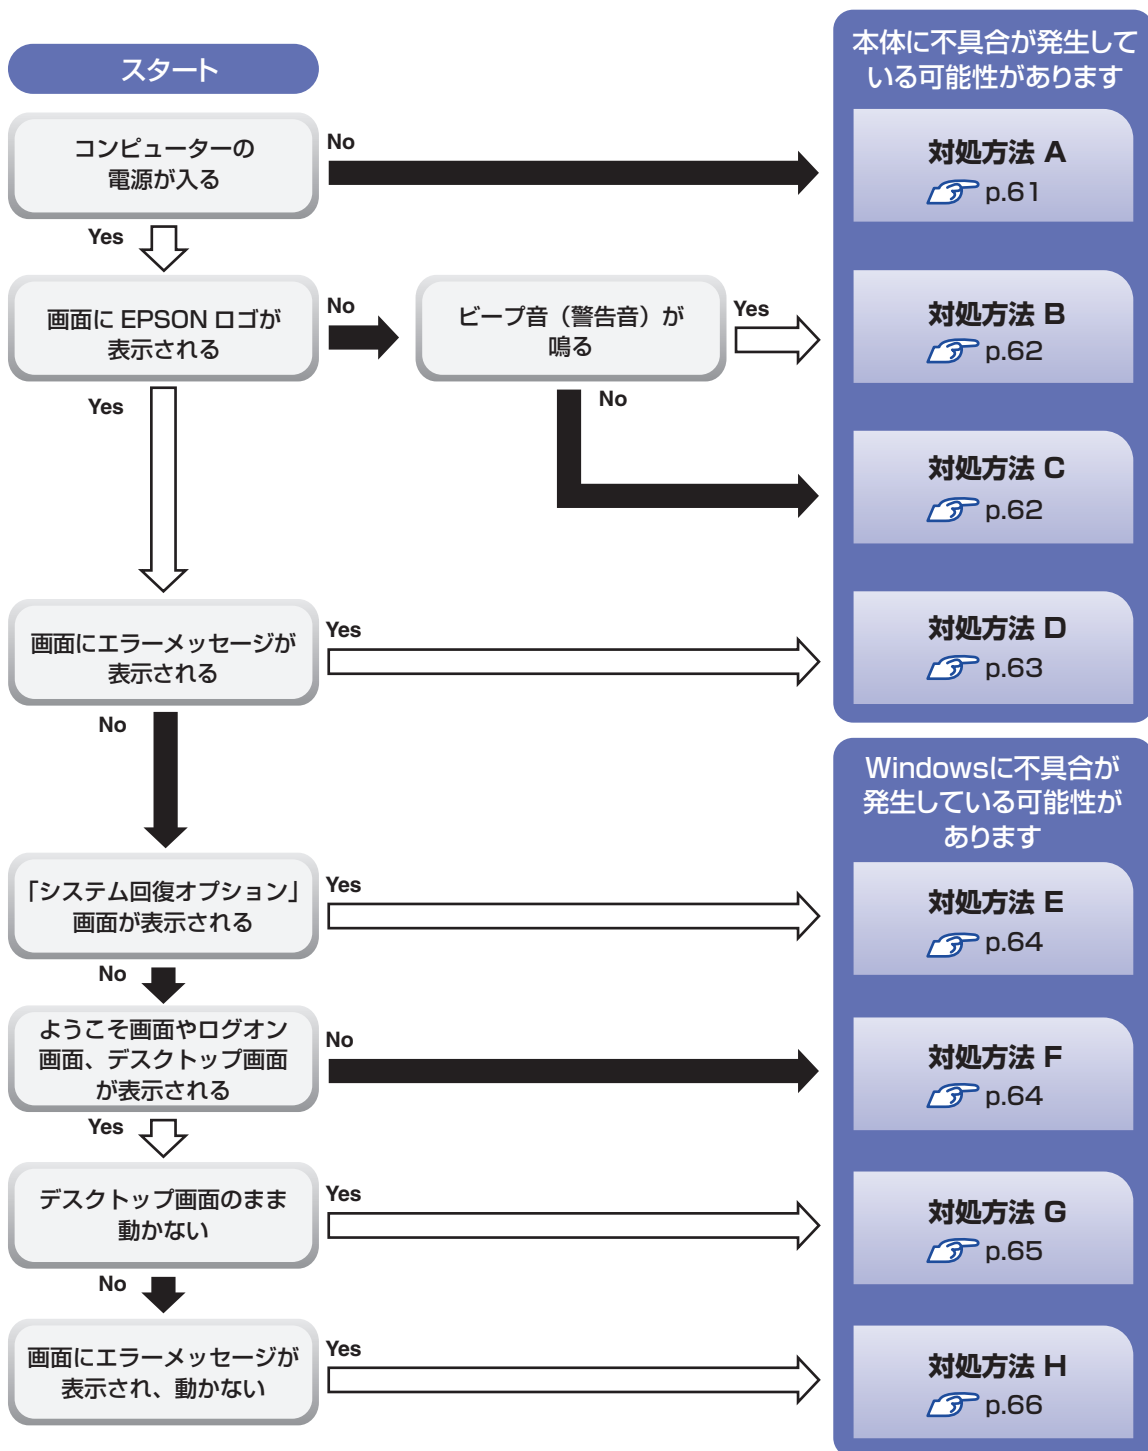 スタート
コンピューターの
電源が入る
No
Yes
画面に EPSON ロゴが
表示される
No
ビープ音（警告音）が
鳴る
Yes
No
Yes
画面にエラーメッセージが
表示される
Yes
No
「システム回復オプション」
画面が表示される
Yes
No
ようこそ画面やログオン
画面、デスクトップ画面
が表示される
No
Yes
デスクトップ画面のまま
動かない
Yes
No
画面にエラーメッセージが
表示され、動かない
Yes
本体に不具合が発生して
いる可能性があります
対処方法 A
p.61
対処方法 B
p.62
対処方法 C
p.62
対処方法 D
p.63
Windowsに不具合が
発生している可能性が
あります
対処方法 E
p.64
対処方法 F
p.64
対処方法 G
p.65
対処方法 H
p.66